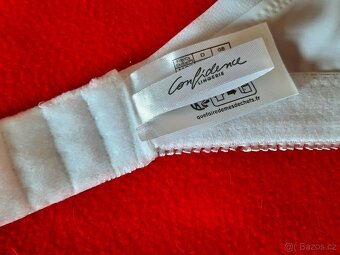 D
GB
Confidence
LINGERIE
quefairedemesdechets.fr
Bazos.cz